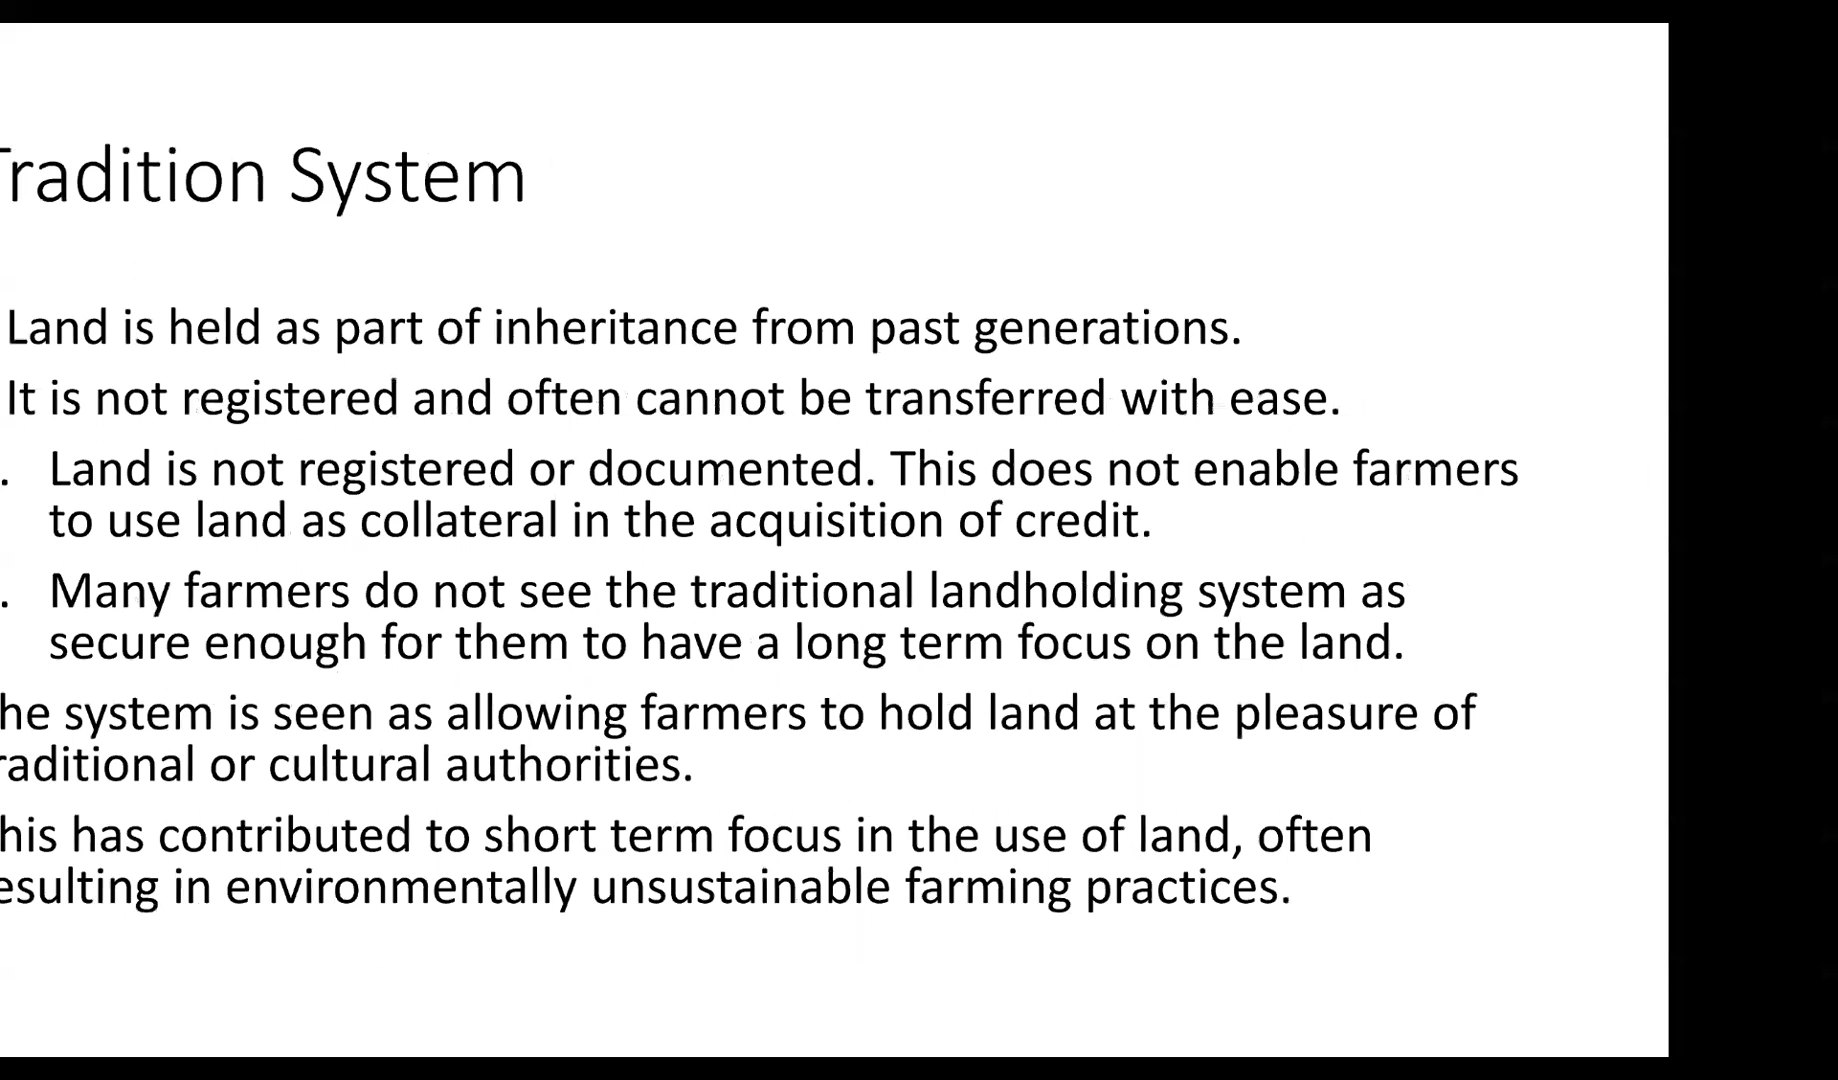 Tradition System
Land is held as part of inheritance from past generations.
It is not registered and often cannot be transferred with ease.
. Land is not registered or documented. This does not enable farmers
to use land as collateral in the acquisition of credit.
. Many farmers do not see the traditional landholding system as
secure enough for them to have a long term focus on the land.
he system is seen as allowing farmers to hold land at the pleasure of
raditional or cultural authorities.
his has contributed to short term focus in the use of land, often
esulting in environmentally unsustainable farming practices.